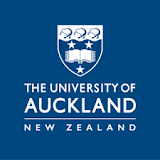 THE UNIVERSITY OF
AUCKLAND
NEW ZEALAND